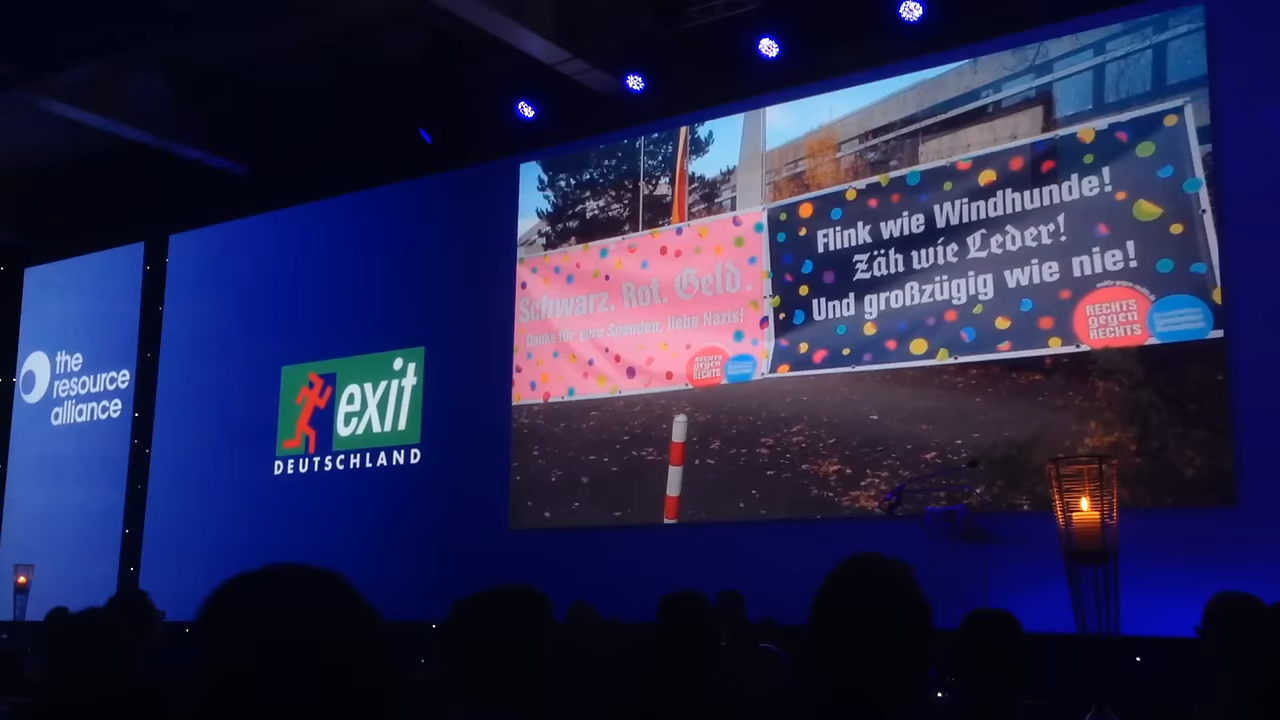 the
resource
alliance
exit
DEUTSCHLAND
Schwarz. Rot. Geld.
Danke für eure Spenden, liebe Nazis!
RECHTS
gegen
RECHTS
Flink wie Windhunde!
Zäh wie Leder!
Und großzügig wie nie!
RECHTS
gegen
RECHTS